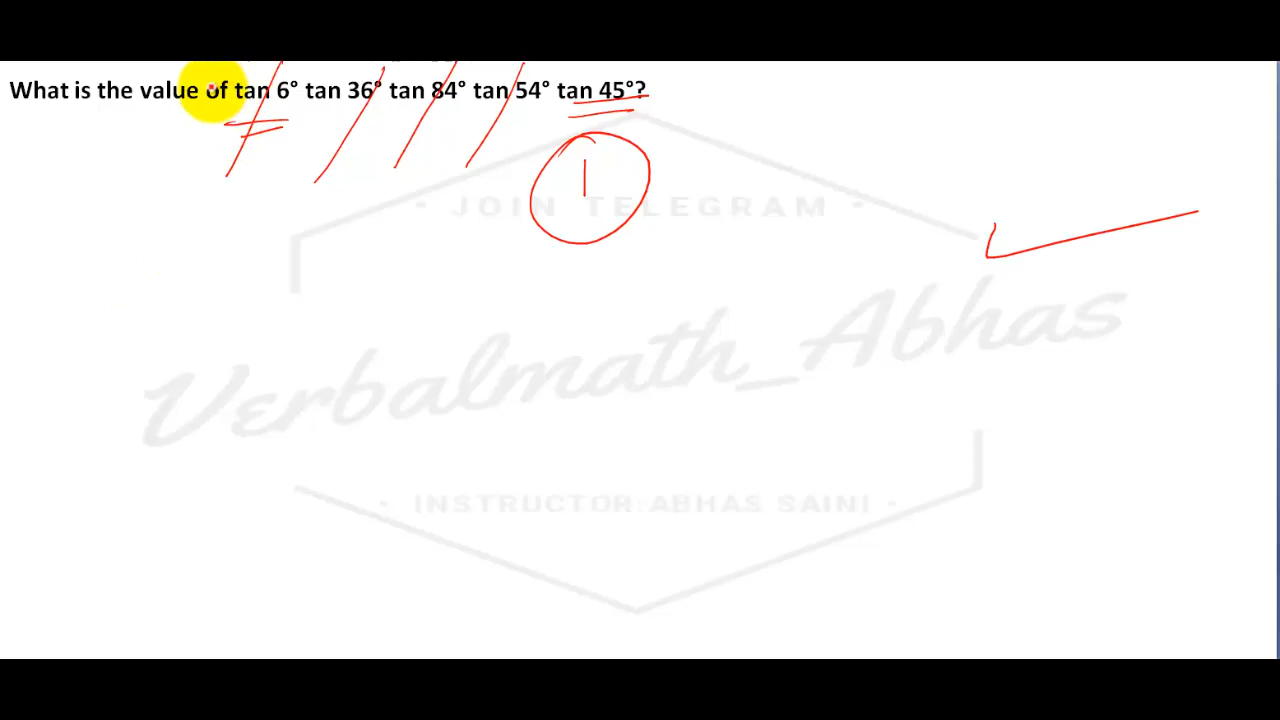 What is the value of tan 6° tan 36° tan 84° tan 54° tan 45°?
1
• JOIN TELEGRAM •
Verbalmath_Abhas
• INSTRUCTOR:ABHAS SAINI •